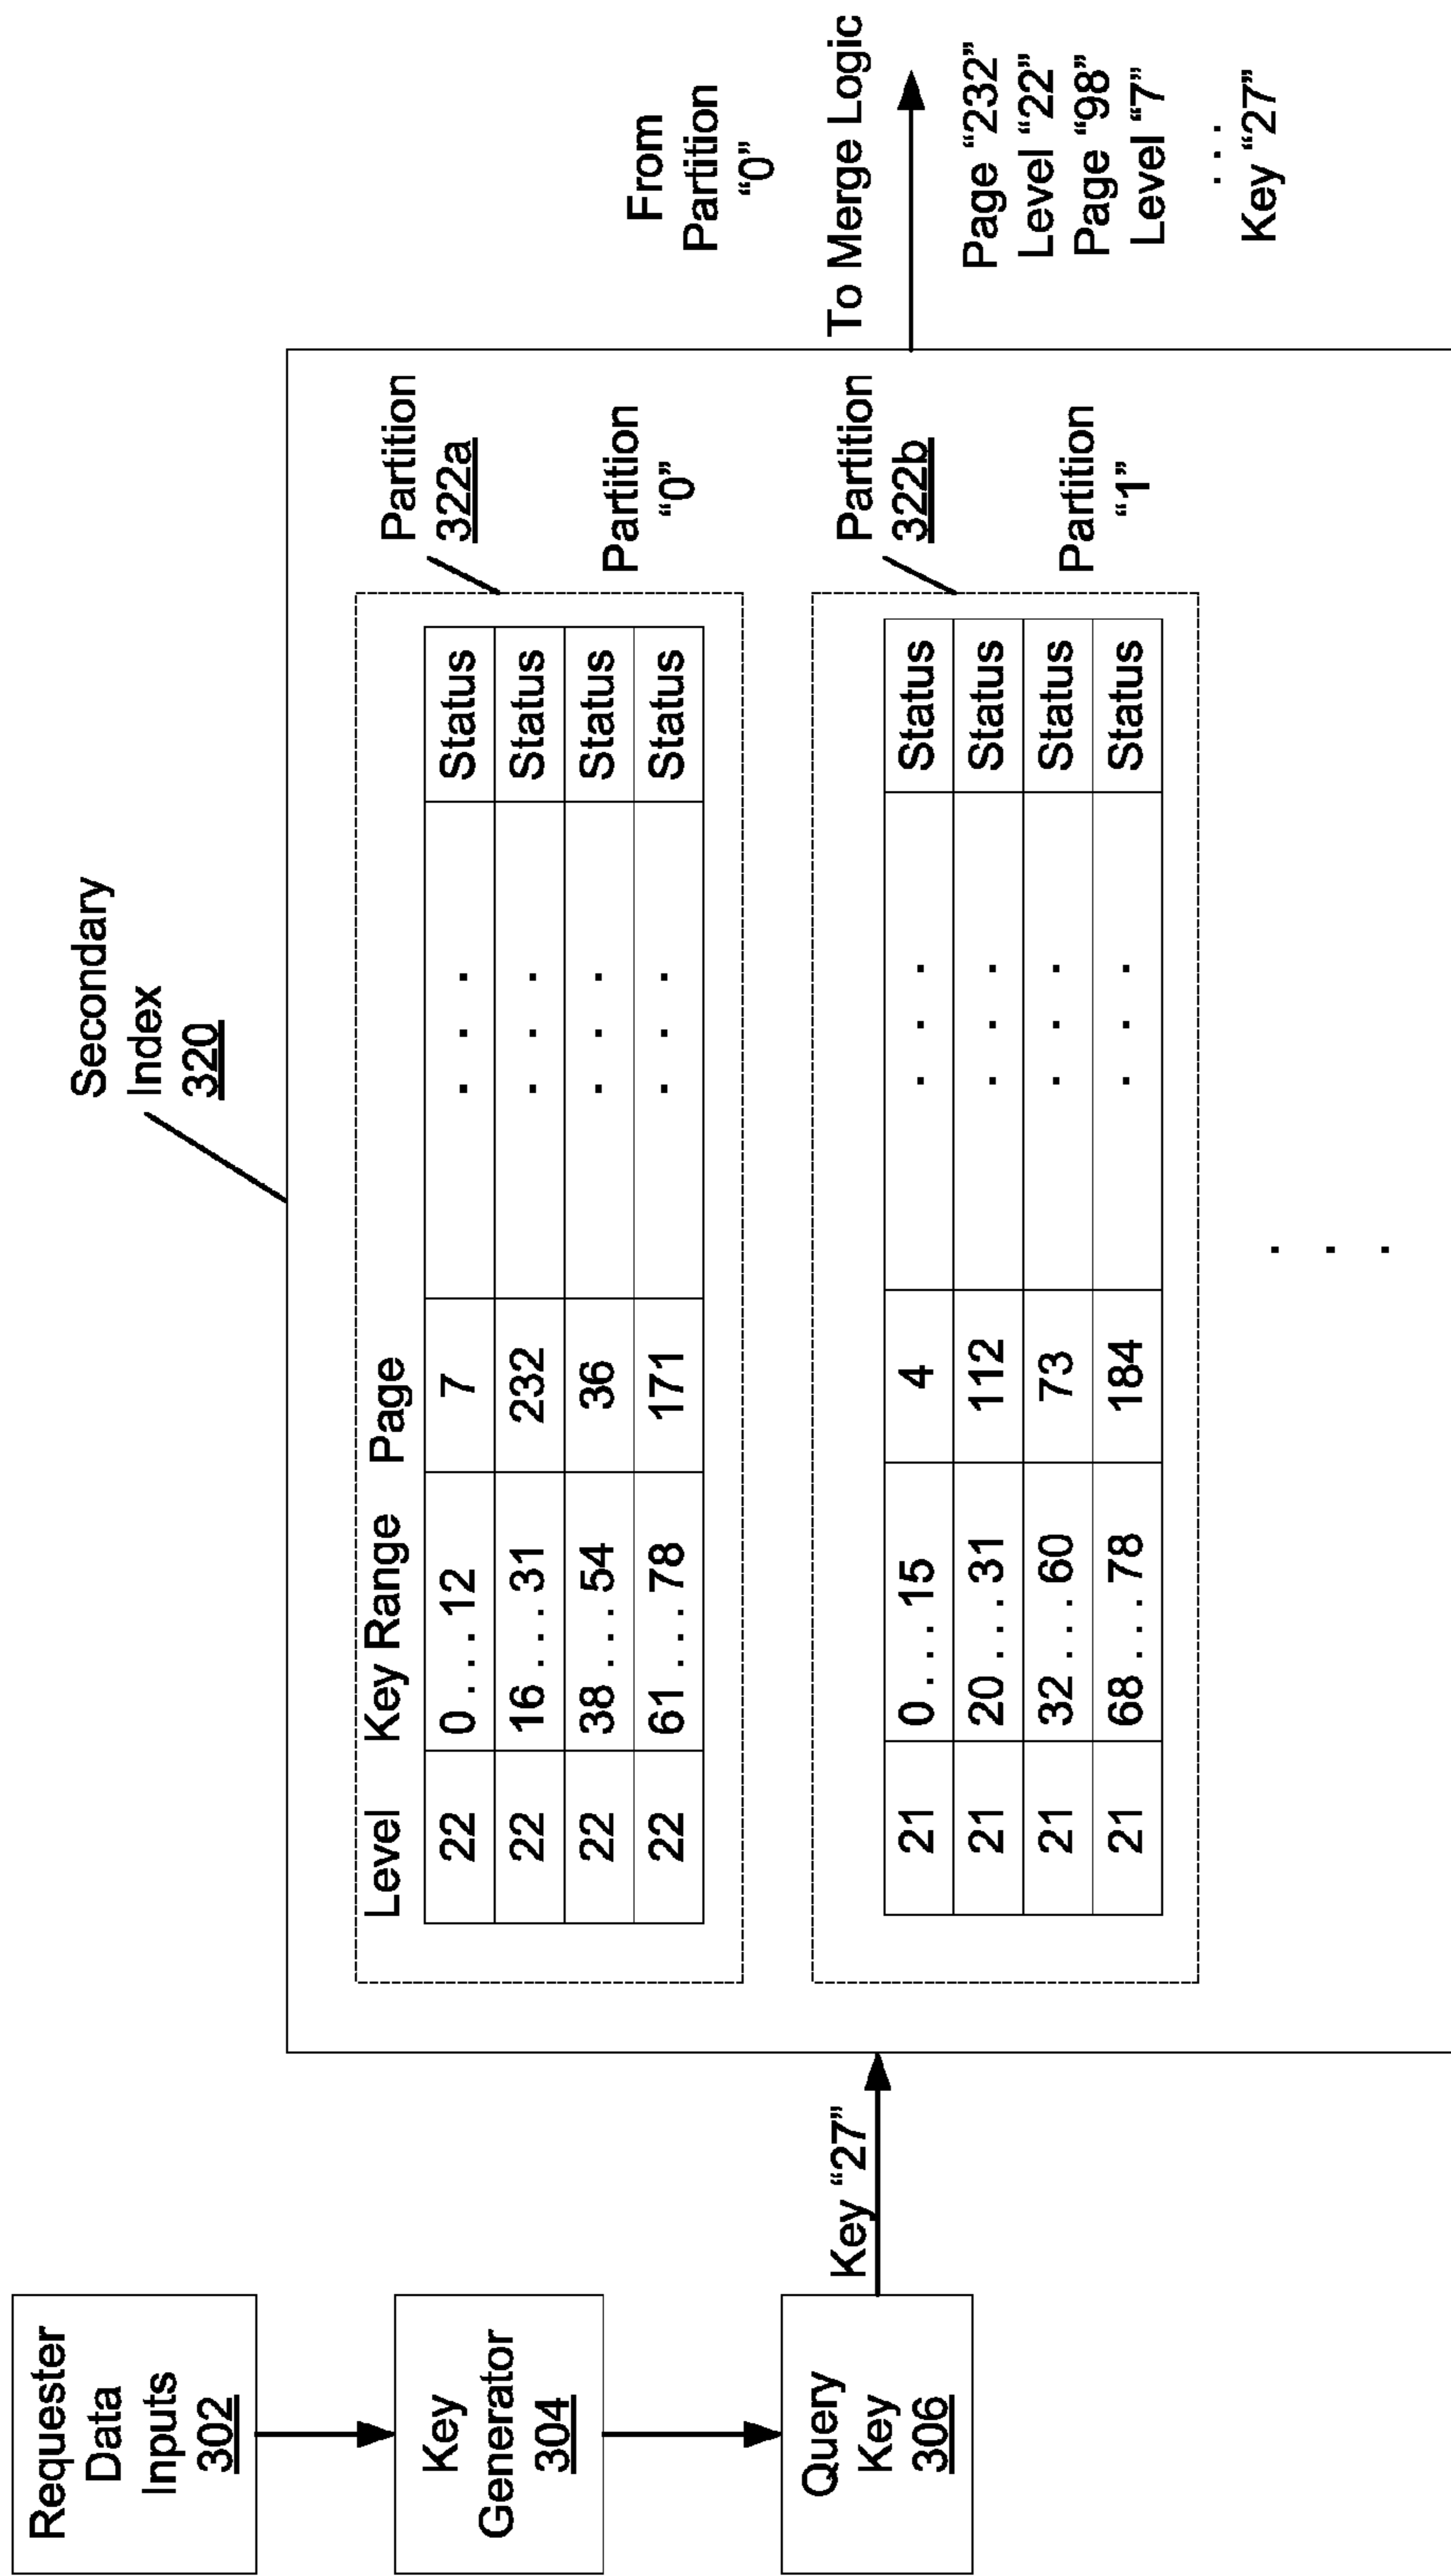 Requester
Data
Inputs
302
Key
Generator
304
Query
Key
306
Key “27”
Secondary
Index
320
Level Key Range Page
22 0 . . . 12 7 . . . Status
22 16 . . . 31 232 . . . Status
22 38 . . . 54 36 . . . Status
22 61 . . . 78 171 . . . Status
Partition
322a
Partition
“0”
21 0 . . . 15 4 . . . Status
21 20 . . . 31 112 . . . Status
21 32 . . . 60 73 . . . Status
21 68 . . . 78 184 . . . Status
Partition
322b
Partition
“1”
. . .
From
Partition
“0”
To Merge Logic
Page “232”
Level “22”
Page “98”
Level “7”
. . .
Key “27”